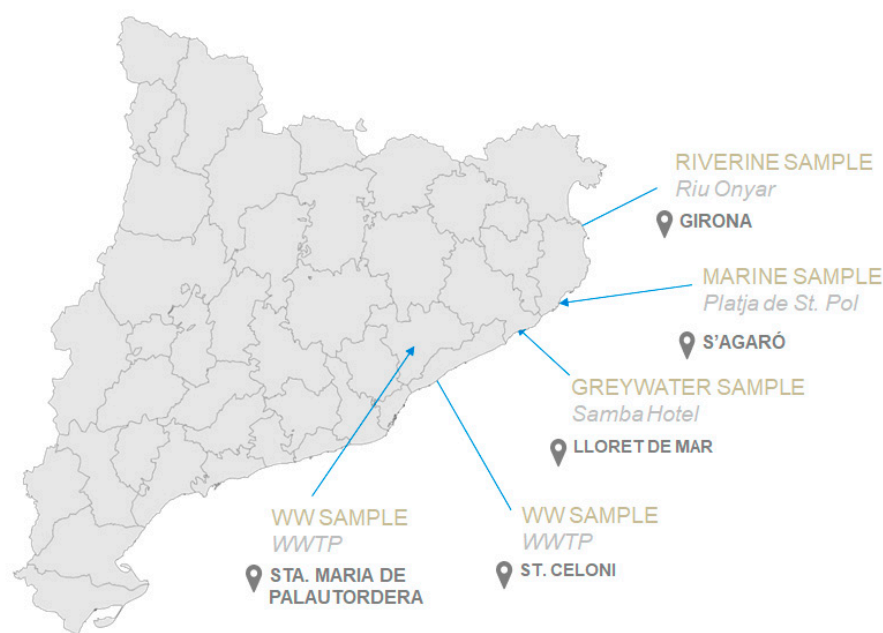 RIVERINE SAMPLE
Riu Onyar
GIRONA
MARINE SAMPLE
Platja de St. Pol
S'AGARÓ
GREYWATER SAMPLE
Samba Hotel
LLORET DE MAR
WW SAMPLE
WWTP
STA. MARIA DE
PALAUTORDERA
WW SAMPLE
WWTP
ST. CELONI